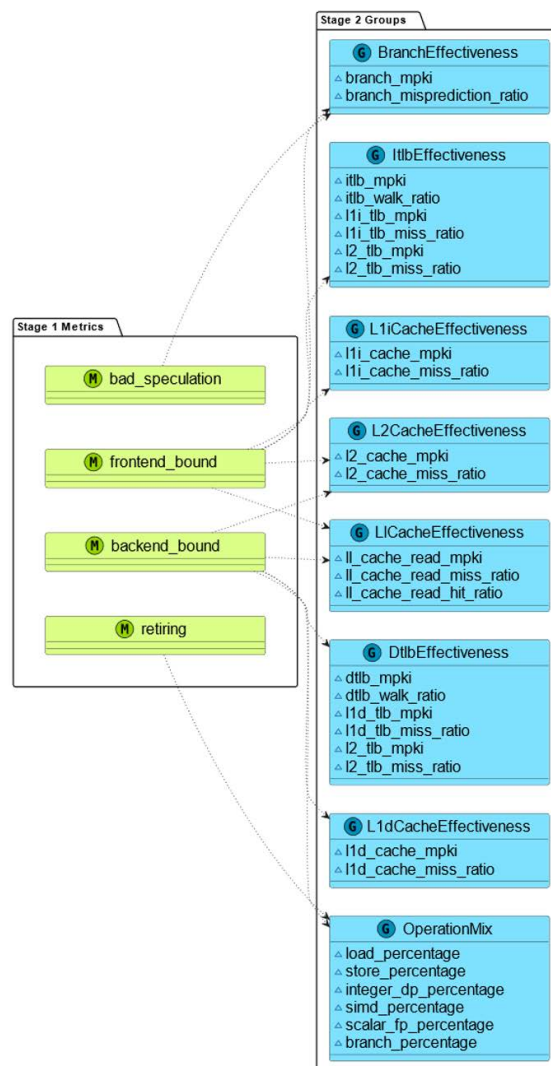 Stage 2 Groups
G BranchEffectiveness
branch_mpki
branch_misprediction_ratio
G ItlbEffectiveness
itlb_mpki
itlb_walk_ratio
l1i_tlb_mpki
l1i_tlb_miss_ratio
l2_tlb_mpki
l2_tlb_miss_ratio
G L1iCacheEffectiveness
l1i_cache_mpki
l1i_cache_miss_ratio
G L2CacheEffectiveness
l2_cache_mpki
l2_cache_miss_ratio
G LlCacheEffectiveness
ll_cache_read_mpki
ll_cache_read_miss_ratio
ll_cache_read_hit_ratio
G DtlbEffectiveness
dtlb_mpki
dtlb_walk_ratio
l1d_tlb_mpki
l1d_tlb_miss_ratio
l2_tlb_mpki
l2_tlb_miss_ratio
G L1dCacheEffectiveness
l1d_cache_mpki
l1d_cache_miss_ratio
G OperationMix
load_percentage
store_percentage
integer_dp_percentage
simd_percentage
scalar_fp_percentage
branch_percentage
Stage 1 Metrics
M bad_speculation
M frontend_bound
M backend_bound
M retiring